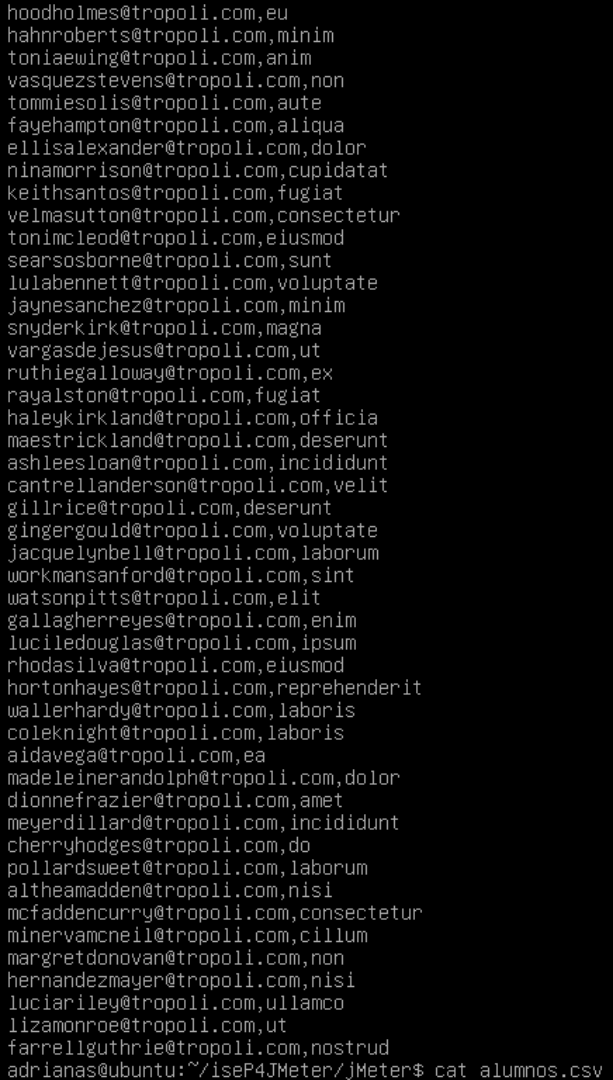 hoodholmes@tropoli.com,eu
hahnroberts@tropoli.com,minim
toniaewing@tropoli.com,anim
vasquezstevens@tropoli.com,non
tommiesolis@tropoli.com,aute
fayehampton@tropoli.com,aliqua
ellisalexander@tropoli.com,dolor
ninamorrison@tropoli.com,cupidatat
keithsantos@tropoli.com,fugiat
velmasutton@tropoli.com,consectetur
tonimcleod@tropoli.com,eiusmod
searsosborne@tropoli.com,sunt
lulabennett@tropoli.com,voluptate
jaynesanchez@tropoli.com,minim
snyderkirk@tropoli.com,magna
vargasdejesus@tropoli.com,ut
ruthiegalloway@tropoli.com,ex
rayalston@tropoli.com,fugiat
haleykirkland@tropoli.com,officia
maestrickland@tropoli.com,deserunt
ashleesloan@tropoli.com,incididunt
cantrellanderson@tropoli.com,velit
gillrice@tropoli.com,deserunt
gingergould@tropoli.com,voluptate
jacquelynbell@tropoli.com,laborum
workmansanford@tropoli.com,sint
watsonpitts@tropoli.com,elit
gallagherreyes@tropoli.com,enim
luciledouglas@tropoli.com,ipsum
rhodasilva@tropoli.com,eiusmod
hortonhayes@tropoli.com,reprehenderit
wallerhardy@tropoli.com,laboris
coleknight@tropoli.com,laboris
aidavega@tropoli.com,ea
madeleinerandolph@tropoli.com,dolor
dionnefrazier@tropoli.com,amet
meyerdillard@tropoli.com,incididunt
cherryhodges@tropoli.com,do
pollardsweet@tropoli.com,laborum
altheamadden@tropoli.com,nisi
mcfaddencurry@tropoli.com,consectetur
minervamcneil@tropoli.com,cillum
margretdonovan@tropoli.com,non
hernandezmayer@tropoli.com,nisi
luciariley@tropoli.com,ullamco
lizamonroe@tropoli.com,ut
farrellguthrie@tropoli.com,nostrud
adrianas@ubuntu:~/iseP4JMeter/jMeter$ cat alumnos.csv